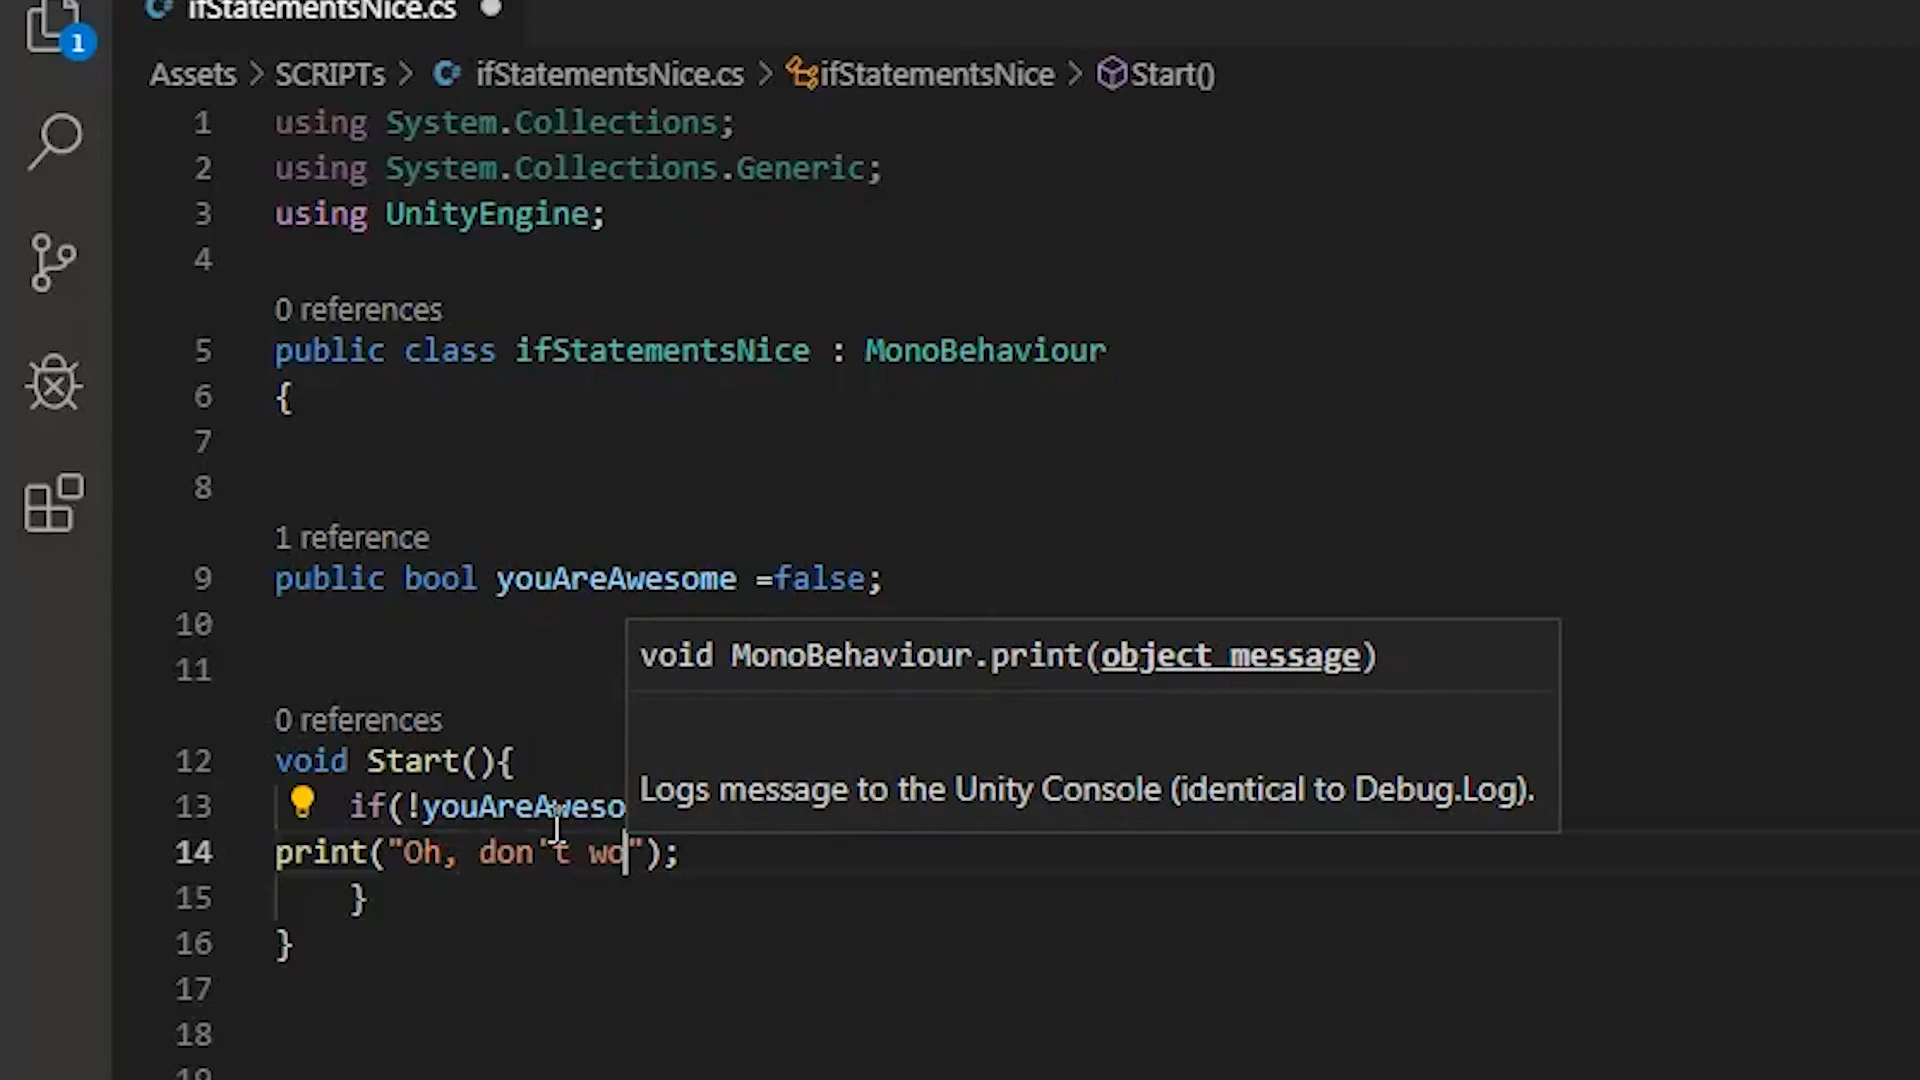 ifStatementsNice.cs
1
Assets > SCRIPTs > ifStatementsNice.cs > ifStatementsNice > Start()
1 using System.Collections;
2 using System.Collections.Generic;
3 using UnityEngine;
4
0 references
5 public class ifStatementsNice : MonoBehaviour
6 {
7
8
1 reference
9 public bool youAreAwesome =false;
10
void MonoBehaviour.print(object message)
11
0 references
12 void Start(){
Logs message to the Unity Console (identical to Debug.Log).
13 if(!youAreAweso
14 print("Oh, don't wo");
15 }
16 }
17
18
19